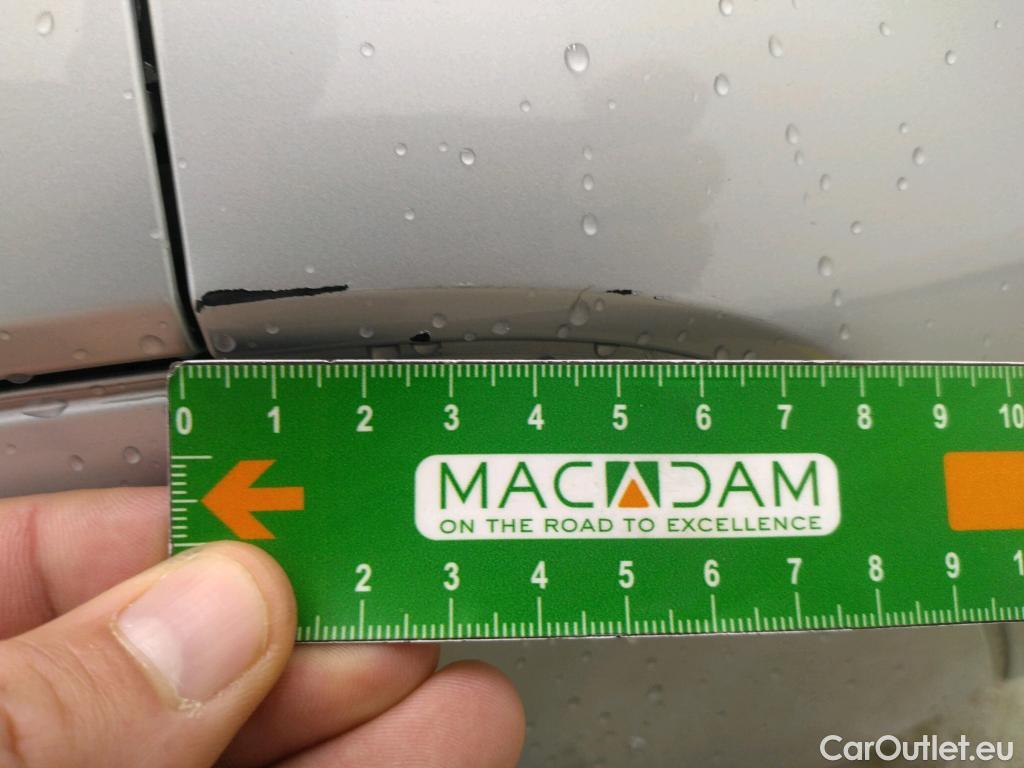 0 1 2 3 4 5 6 7 8 9 10
MACADAM
ON THE ROAD TO EXCELLENCE
2 3 4 5 6 7 8 9 1
CarOutlet.eu